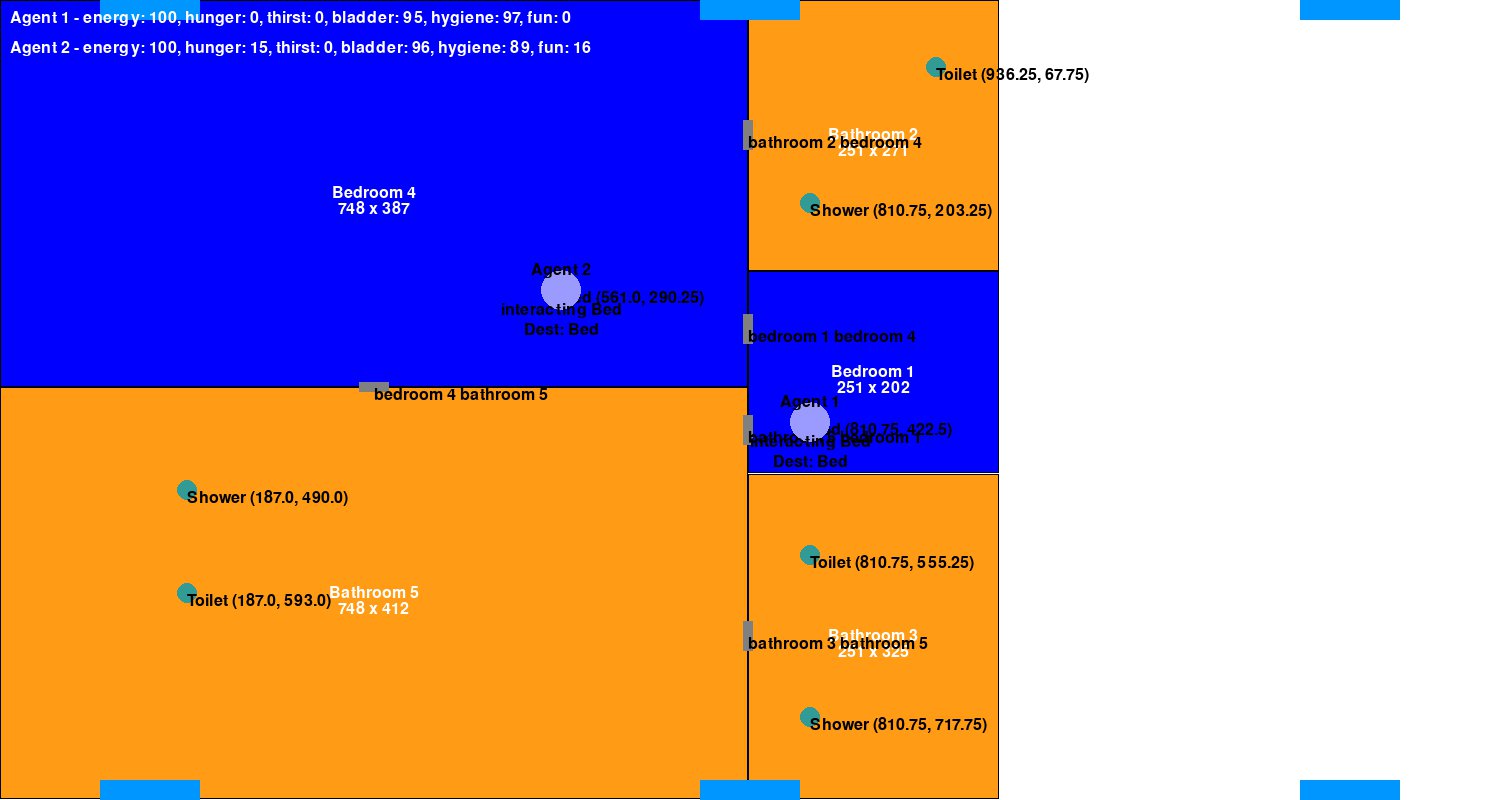 Agent 1 - energy: 100, hunger: 0, thirst: 0, bladder: 95, hygiene: 97, fun: 0
Agent 2 - energy: 100, hunger: 15, thirst: 0, bladder: 96, hygiene: 89, fun: 16
Toilet (936.25, 67.75)
Bathroom 2
bathroom 2 bedroom 4
251 x 271
Bedroom 4
748 x 387
Shower (810.75, 203.25)
Agent 2
(561.0, 290.25)
interacting Bed
Dest: Bed
bedroom 1 bedroom 4
Bedroom 1
251 x 202
bedroom 4 bathroom 5
Agent 1
(810.75, 422.5)
interacting Bed
Dest: Bed
Shower (187.0, 490.0)
Toilet (810.75, 555.25)
Bathroom 5
748 x 412
Toilet (187.0, 593.0)
Bathroom 3
bathroom 3 bathroom 5
251 x 325
Shower (810.75, 717.75)